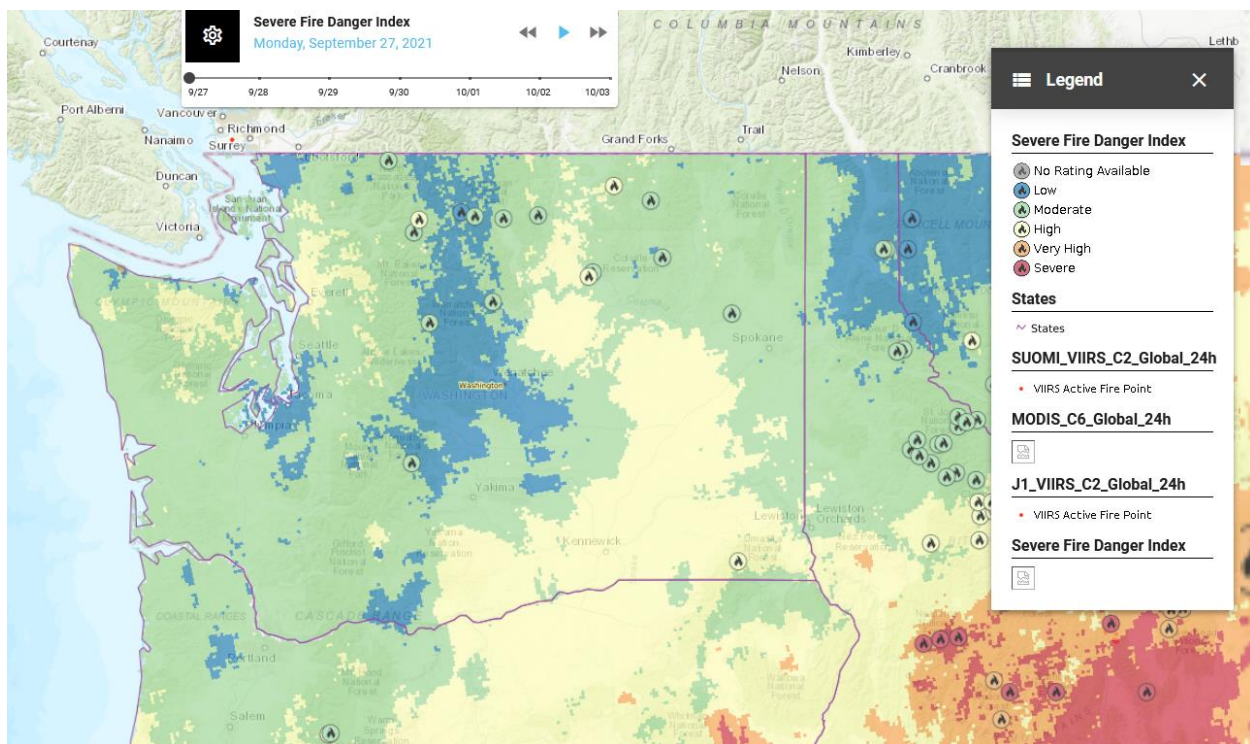 Severe Fire Danger Index
Monday, September 27, 2021
9/27 9/28 9/29 9/30 10/01 10/02 10/03
COLUMBIA MOUNTAINS
Courtenay
Kimberley
Lethb
Nelson
Cranbrook
Port Alberni
Vancouver
Richmond
Nanaimo
Surrey
Grand Forks
Trail
Duncan
Victoria
Everett
Seattle
Spokane
Wenatchee
Washington
WASHINGTON
Olympia
Yakima
Kennewick
Lewiston
Lewiston
Orchards
COASTAL RANGES
CASCADE RANGE
Portland
Salem
Legend
Severe Fire Danger Index
No Rating Available
Low
Moderate
High
Very High
Severe
States
States
SUOMI_VIIRS_C2_Global_24h
VIIRS Active Fire Point
MODIS_C6_Global_24h
J1_VIIRS_C2_Global_24h
VIIRS Active Fire Point
Severe Fire Danger Index